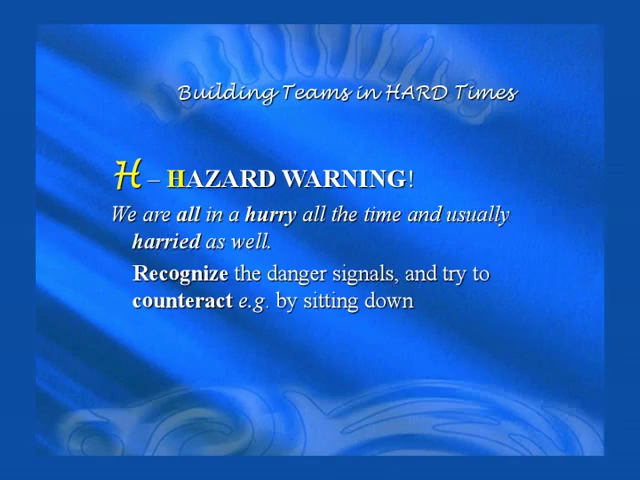 Building Teams in HARD Times
H – HAZARD WARNING!
We are all in a hurry all the time and usually
harried as well.
Recognize the danger signals, and try to
counteract e.g. by sitting down